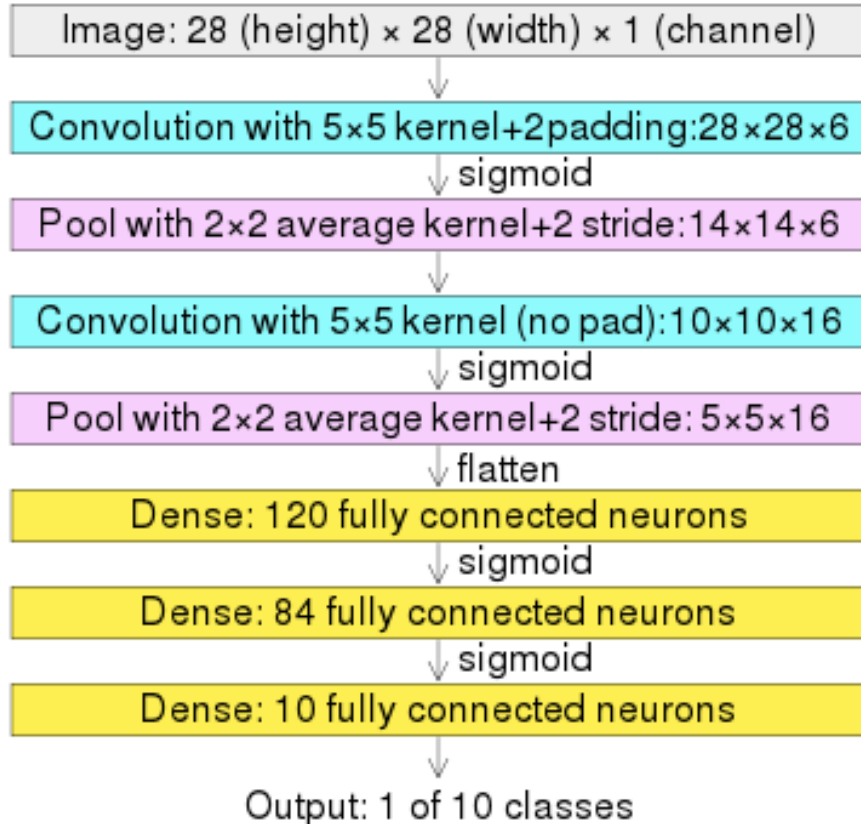 Image: 28 (height) × 28 (width) × 1 (channel)
Convolution with 5×5 kernel+2padding:28×28×6
sigmoid
Pool with 2×2 average kernel+2 stride:14×14×6
Convolution with 5×5 kernel (no pad):10×10×16
sigmoid
Pool with 2×2 average kernel+2 stride: 5×5×16
flatten
Dense: 120 fully connected neurons
sigmoid
Dense: 84 fully connected neurons
sigmoid
Dense: 10 fully connected neurons
Output: 1 of 10 classes